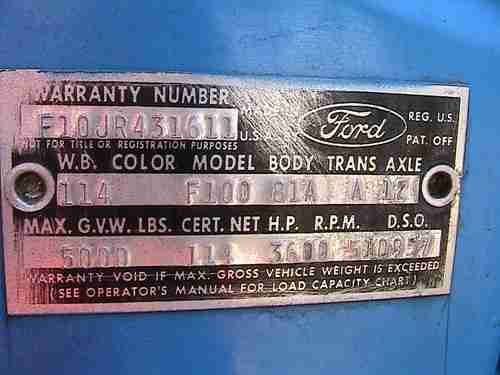 WARRANTY NUMBER
F10JR431611 U.S.
Ford
REG. U.S.
PAT. OFF
NOT FOR TITLE OR REGISTRATION PURPOSES
W.B. COLOR MODEL BODY TRANS AXLE
114 F100 81A A 12
MAX. G.V.W. LBS. CERT. NET H.P. R.P.M. D.S.O.
5000 114 3600
WARRANTY VOID IF MAX. GROSS VEHICLE WEIGHT IS EXCEEDED
(SEE OPERATOR'S MANUAL FOR LOAD CAPACITY CHART)